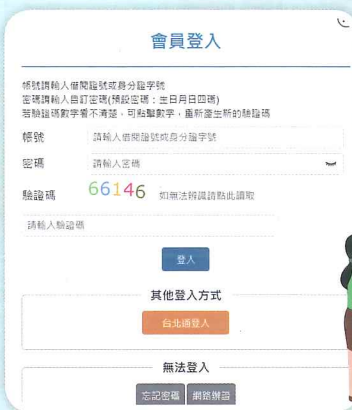 會員登入
帳號請輸入借閱證號或身分證字號
密碼請輸入自訂密碼(預設密碼：生日月日四碼)
若驗證碼數字看不清楚，可點擊數字，重新產生新的驗證碼
帳號 請輸入借閱證號或身分證字號
密碼 請輸入密碼
驗證碼 66146 如無法辨識請點此讀取
請輸入驗證碼
登入
其他登入方式
台北通登入
無法登入
忘記密碼 網路辦證